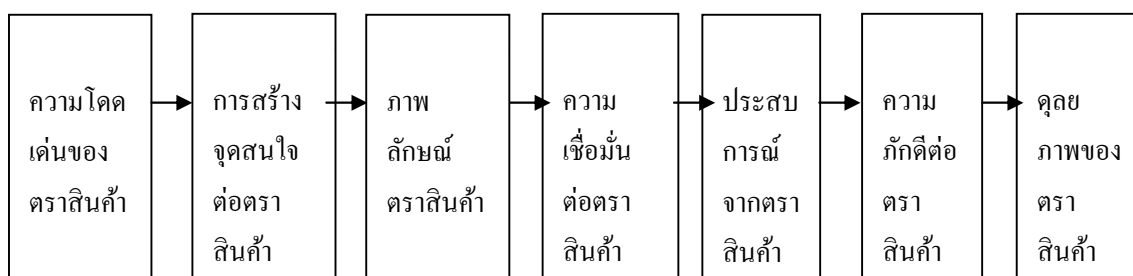 ความโดด
เด่นของ
ตราสินค้า
การสร้าง
จุดสนใจ
ต่อตรา
สินค้า
ภาพ
ลักษณ์
ตราสินค้า
ความ
เชื่อมั่น
ต่อตรา
สินค้า
ประสบ
การณ์
จากตรา
สินค้า
ความ
ภักดีต่อ
ตรา
สินค้า
ดุลย
ภาพของ
ตรา
สินค้า